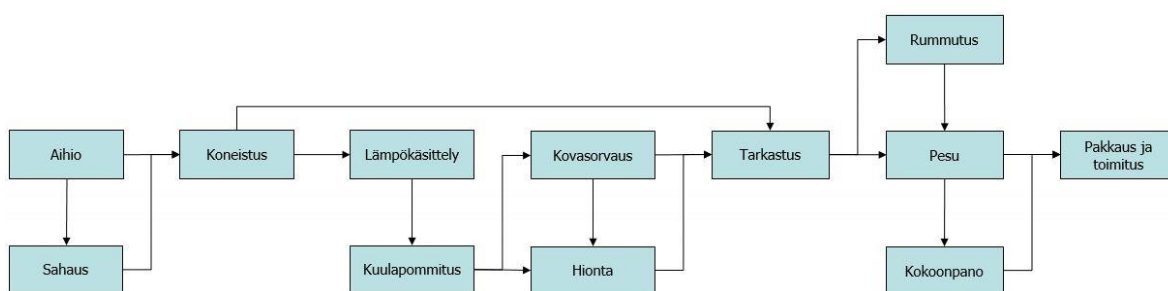 Rummutus
Aihio
Koneistus
Lämpökäsittely
Kovasorvaus
Tarkastus
Pesu
Pakkaus ja
toimitus
Sahaus
Kuulapommitus
Hionta
Kokoonpano